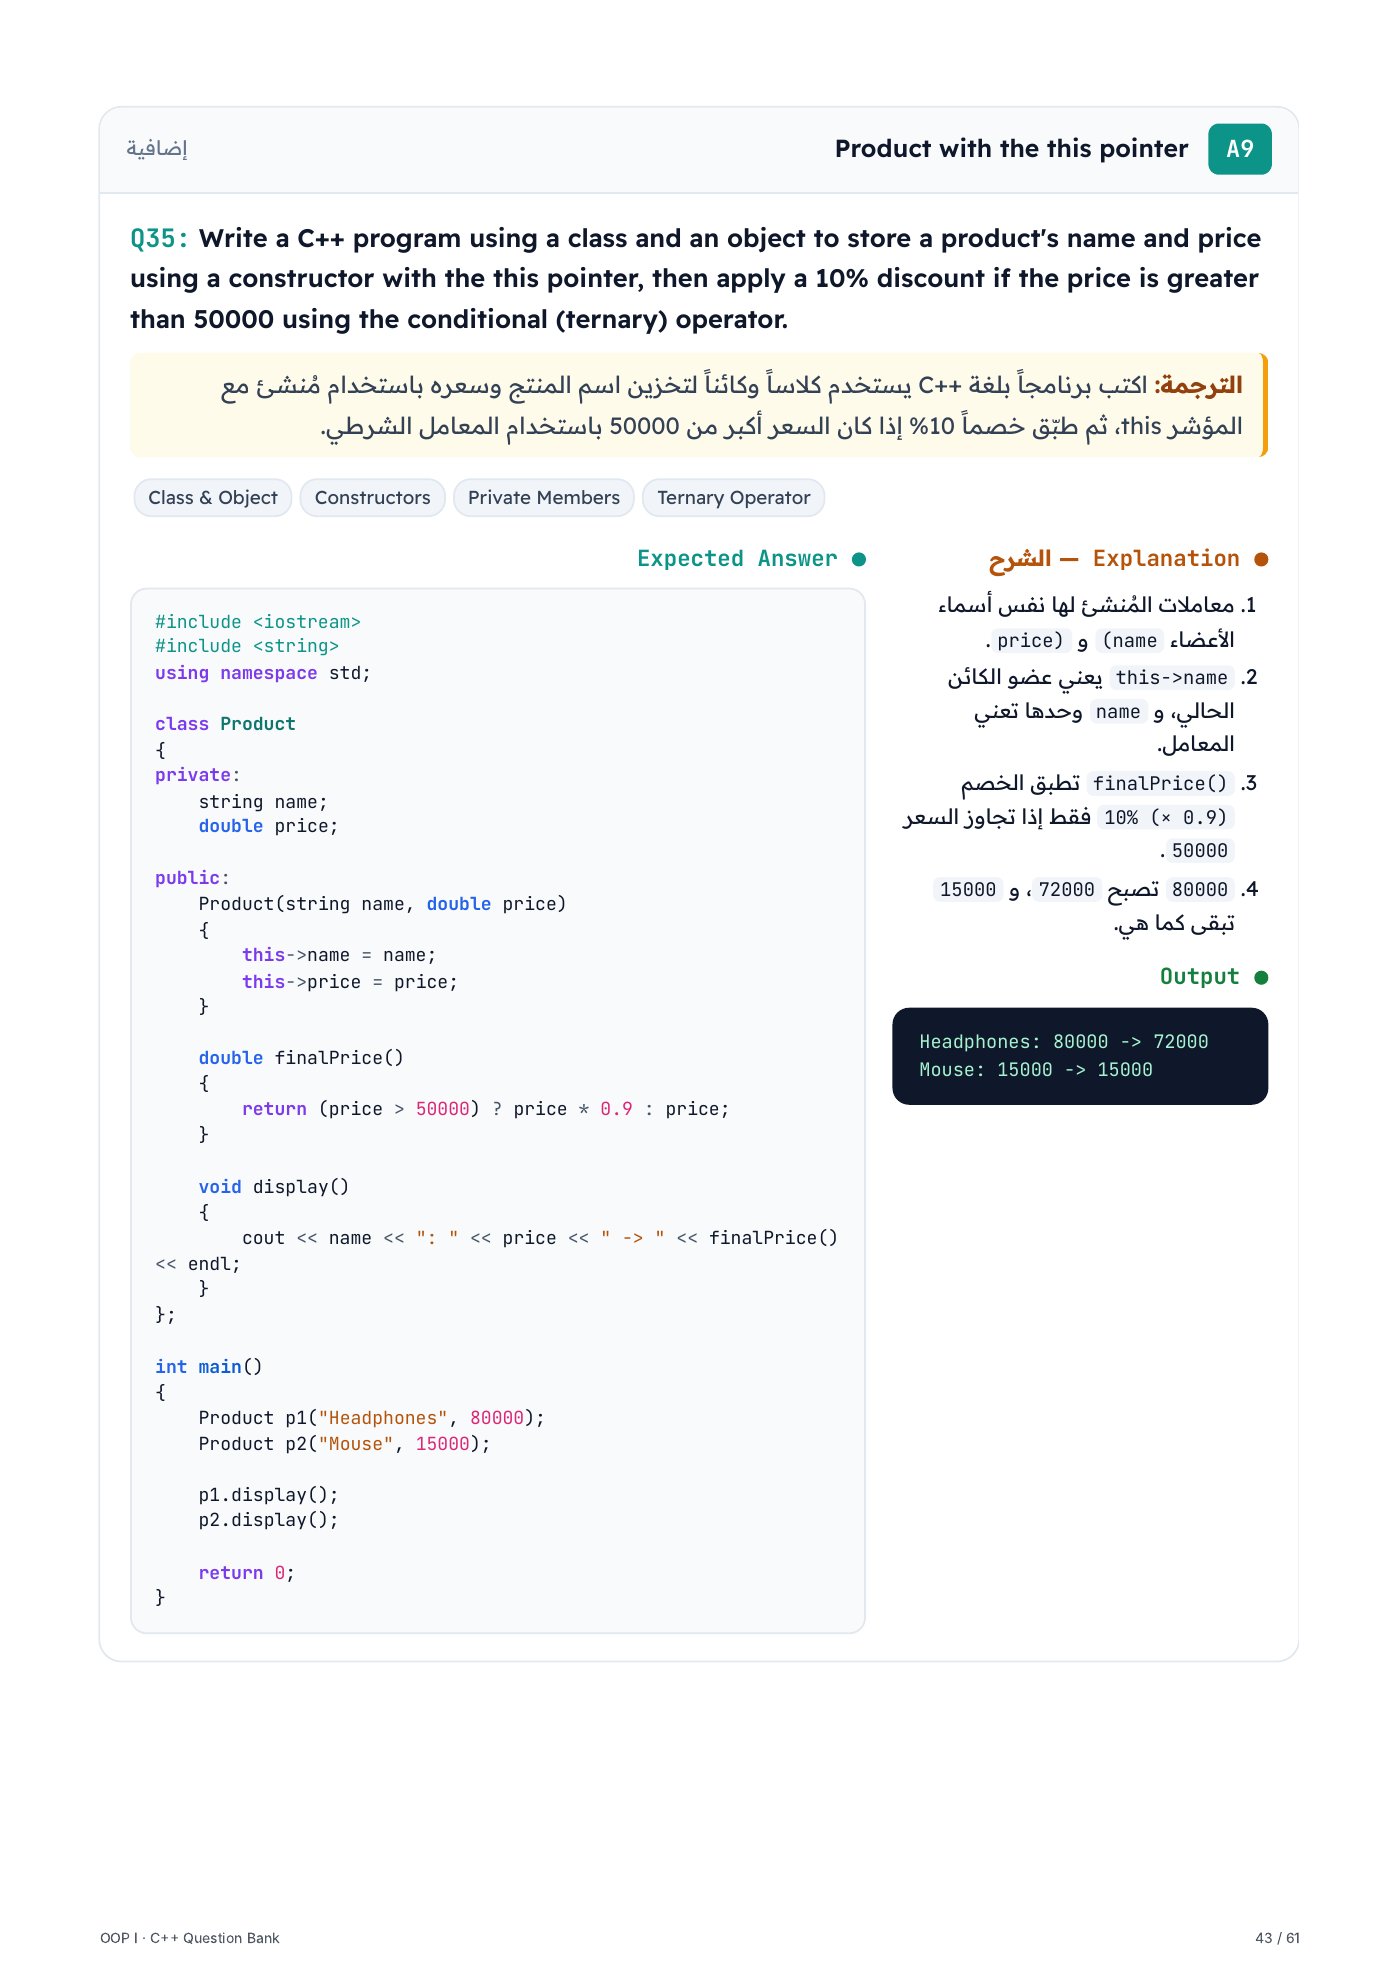 إضافية
Product with the this pointer
A9
Q35: Write a C++ program using a class and an object to store a product's name and price
using a constructor with the this pointer, then apply a 10% discount if the price is greater
than 50000 using the conditional (ternary) operator.
الترجمة: اكتب برنامجاً بلغة C++ يستخدم كلاساً وكائناً لتخزين اسم المنتج وسعره باستخدام مُنشئ مع
المؤشر this، ثم طبّق خصماً 10% إذا كان السعر أكبر من 50000 باستخدام المعامل الشرطي.
Class & Object
Constructors
Private Members
Ternary Operator
Expected Answer
#include <iostream>
#include <string>
using namespace std;
class Product
{
private:
    string name;
    double price;
public:
    Product(string name, double price)
    {
        this->name = name;
        this->price = price;
    }
    double finalPrice()
    {
        return (price > 50000) ? price * 0.9 : price;
    }
    void display()
    {
        cout << name << ": " << price << " -> " << finalPrice()
<< endl;
    }
};
int main()
{
    Product p1("Headphones", 80000);
    Product p2("Mouse", 15000);
    p1.display();
    p2.display();
    return 0;
}
Explanation — الشرح
1. معاملات المُنشئ لها نفس أسماء
الأعضاء (name و price).
2. this->name يعني عضو الكائن
الحالي، و name وحدها تعني
المعامل.
3. finalPrice() تطبق الخصم
10% (× 0.9) فقط إذا تجاوز السعر
50000.
4. 80000 تصبح 72000، و 15000
تبقى كما هي.
Output
Headphones: 80000 -> 72000
Mouse: 15000 -> 15000
OOP I · C++ Question Bank
43 / 61